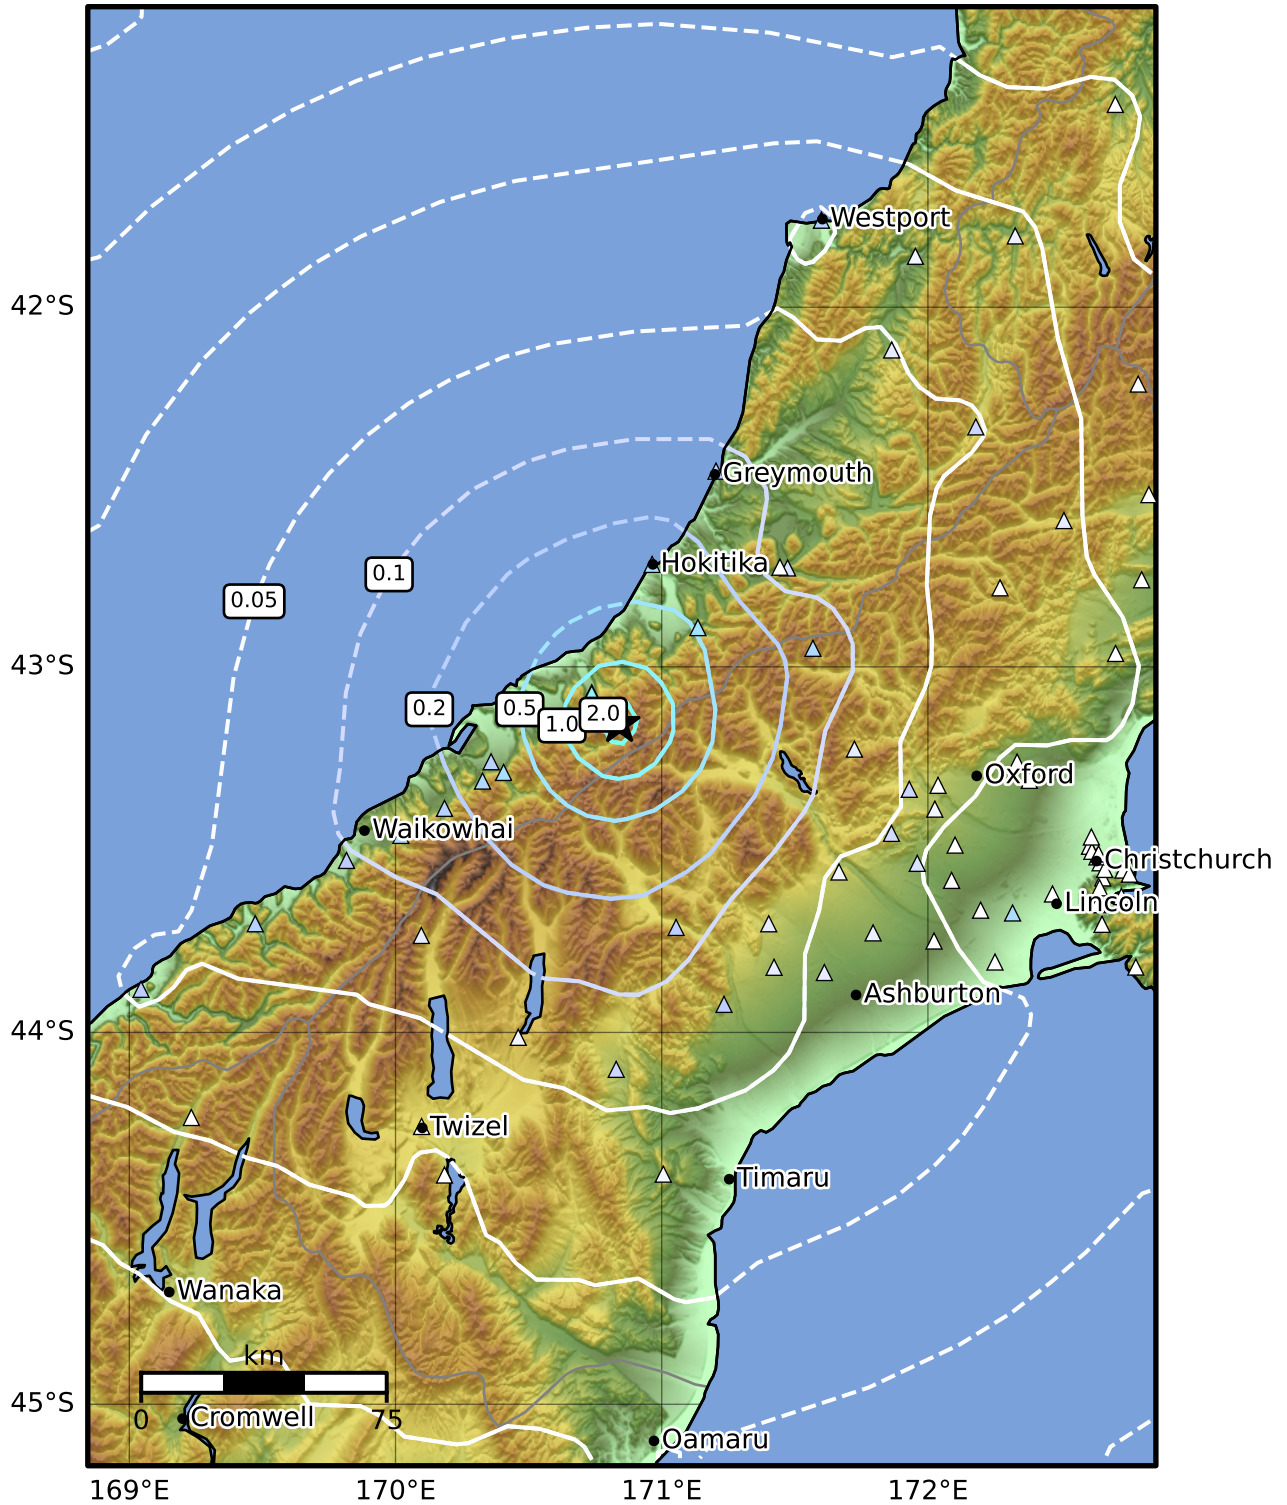 Westport
42°S
Greymouth
Hokitika
0.1
0.05
43°S
0.2
0.5
1.0
2.0
Oxford
Waikowhai
Christchurch
Lincoln
Ashburton
44°S
Twizel
Timaru
Wanaka
km
0
75
45°S
Cromwell
Oamaru
169°E
170°E
171°E
172°E